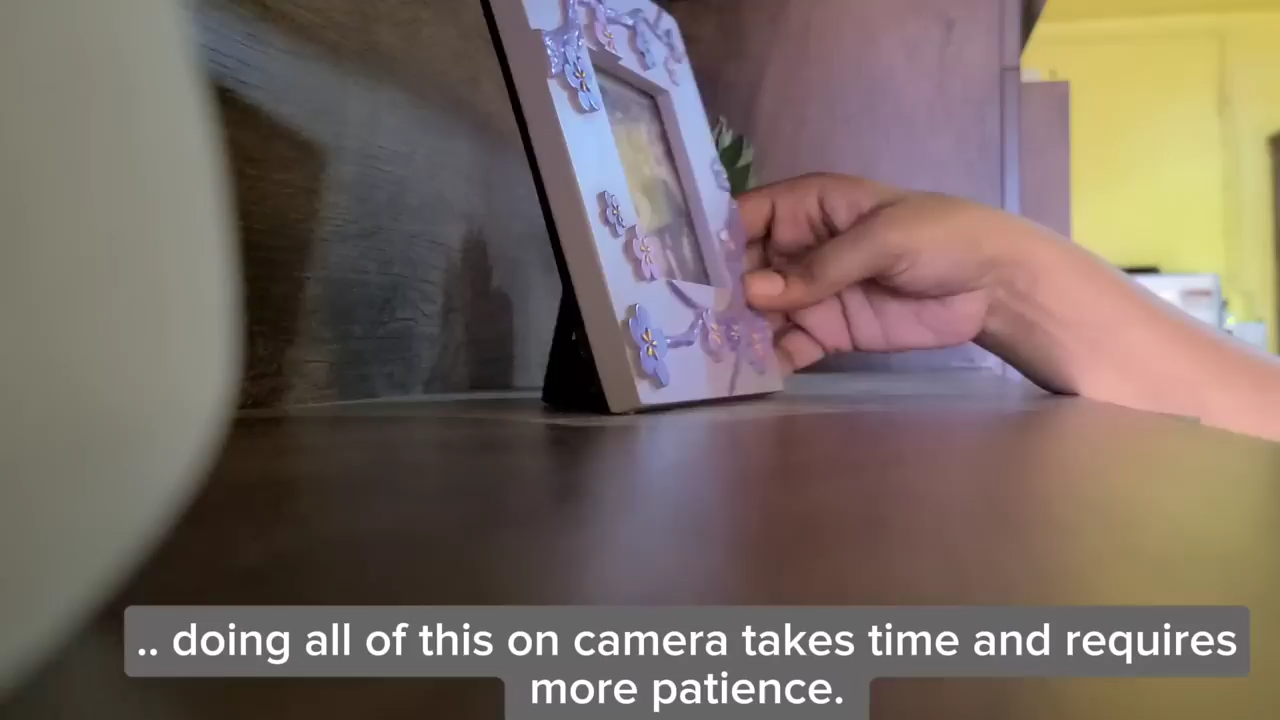 .. doing all of this on camera takes time and requires
more patience.